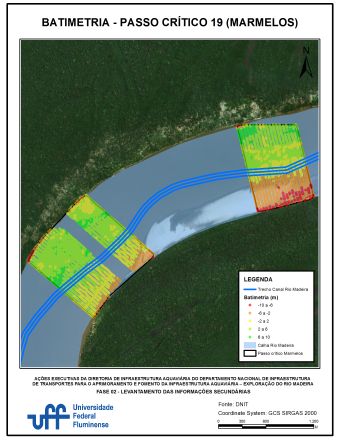 BATIMETRIA - PASSO CRÍTICO 19 (MARMELOS)
N
LEGENDA
Trecho Canal Rio Madeira
Batimetria (m)
-10 a -6
-6 a -2
-2 a 2
2 a 6
6 a 10
Calha Rio Madeira
Passo crítico Marmelos
AÇÕES EXECUTIVAS DA DIRETORIA DE INFRAESTRUTURA AQUAVIÁRIA DO DEPARTAMENTO NACIONAL DE INFRAESTRUTURA
DE TRANSPORTES PARA O APRIMORAMENTO E FOMENTO DA INFRAESTRUTURA AQUAVIÁRIA – EXPLORAÇÃO DO RIO MADEIRA
FASE 02 - LEVANTAMENTO DAS INFORMAÇÕES SECUNDÁRIAS
uff
Universidade
Federal
Fluminense
Fonte: DNIT
Coordinate System: GCS SIRGAS 2000
0 300 600 1.200